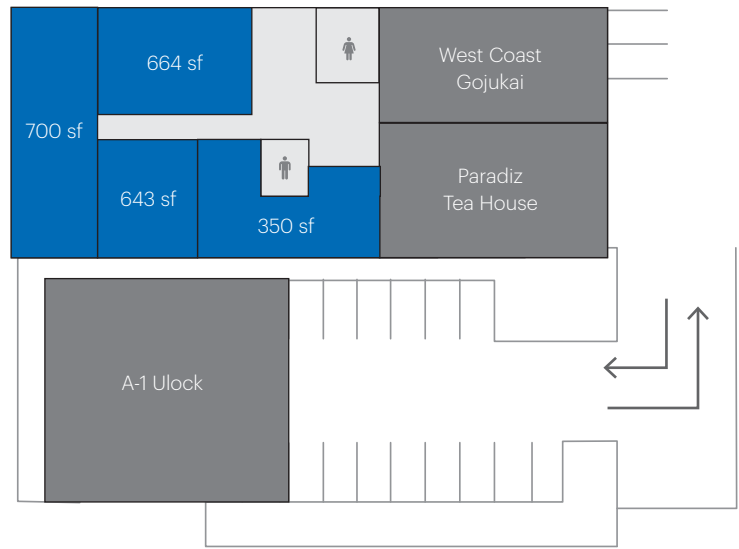 664 sf
West Coast
Gojukai
700 sf
Paradiz
Tea House
643 sf
350 sf
A-1 Ulock